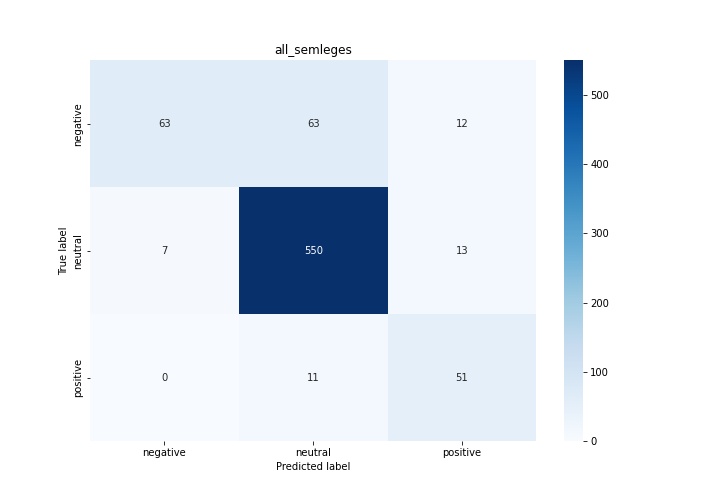 all_semleges
negative
63
63
12
True label
neutral
7
550
13
positive
0
11
51
negative
neutral
positive
Predicted label
500
400
300
200
100
0